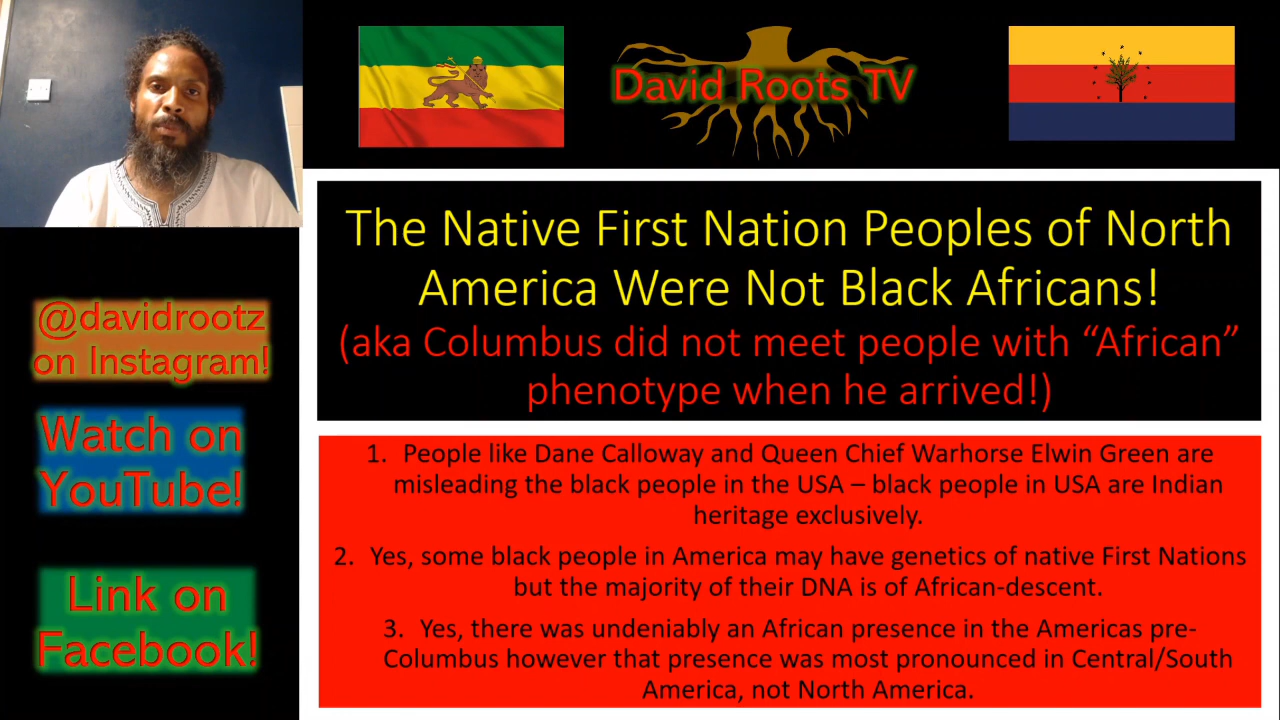 David Roots TV
@davidrootz
on Instagram!
Watch on
YouTube!
Link on
Facebook!
The Native First Nation Peoples of North
America Were Not Black Africans!
(aka Columbus did not meet people with “African”
phenotype when he arrived!)
1. People like Dane Calloway and Queen Chief Warhorse Elwin Green are
misleading the black people in the USA – black people in USA are Indian
heritage exclusively.
2. Yes, some black people in America may have genetics of native First Nations
but the majority of their DNA is of African-descent.
3. Yes, there was undeniably an African presence in the Americas pre-
Columbus however that presence was most pronounced in Central/South
America, not North America.